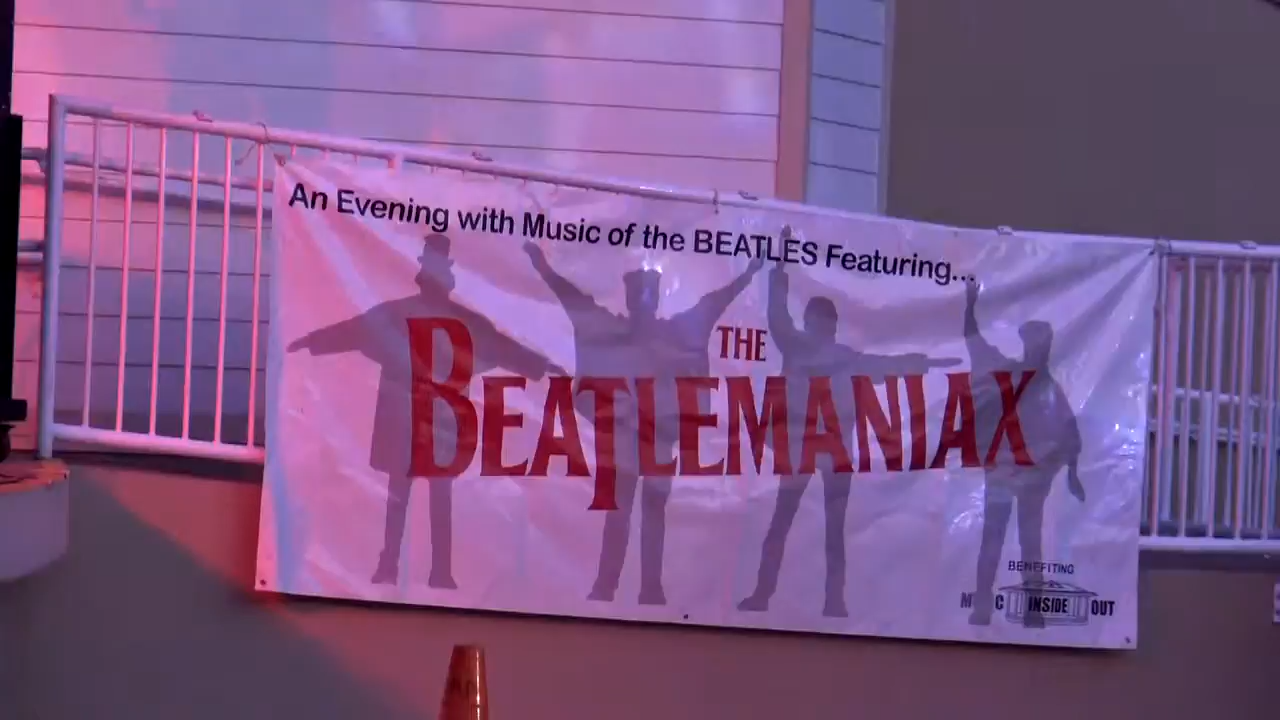 An Evening with Music of the BEATLES Featuring...
THE
BEATLEMANIAX
BENEFITING
INSIDE OUT